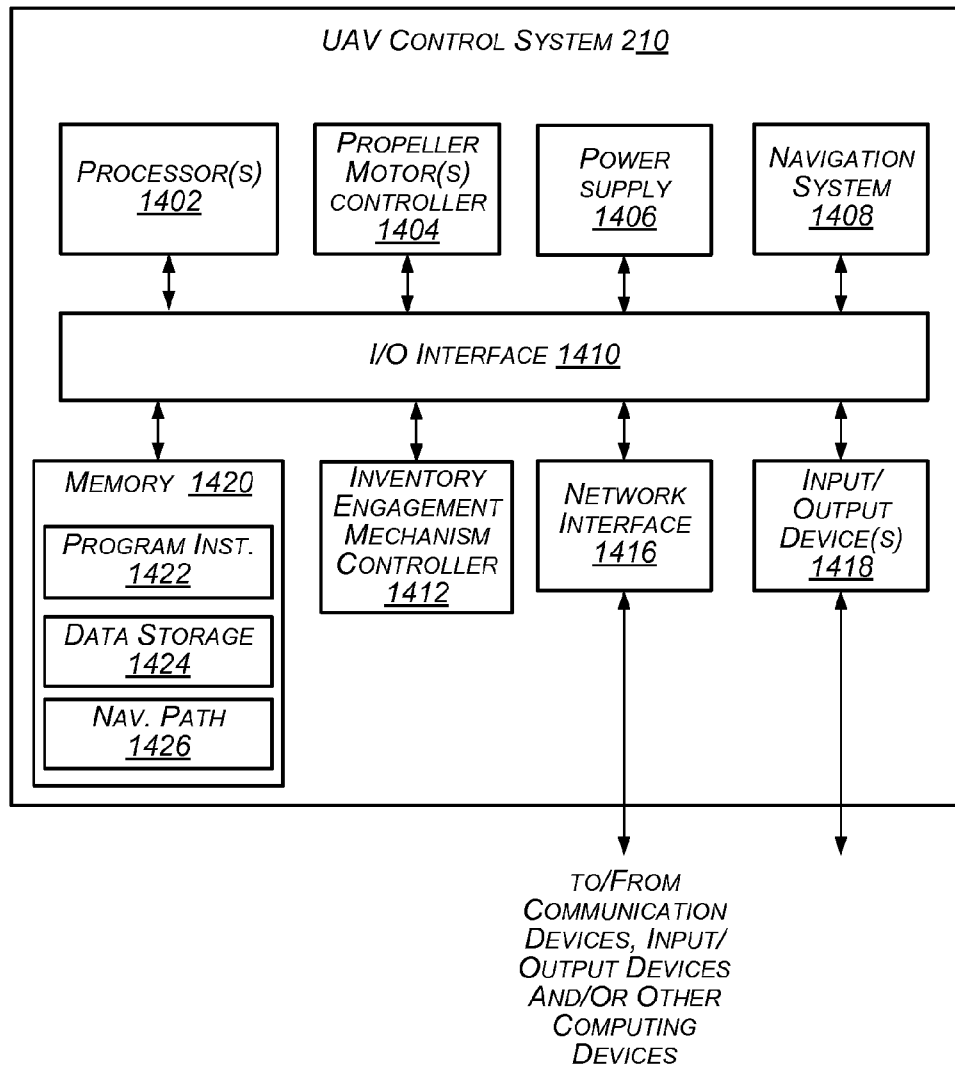 UAV CONTROL SYSTEM 210
PROCESSOR(S)
1402
PROPELLER
MOTOR(S)
CONTROLLER
1404
POWER
SUPPLY
1406
NAVIGATION
SYSTEM
1408
I/O INTERFACE 1410
MEMORY 1420
PROGRAM INST.
1422
DATA STORAGE
1424
NAV. PATH
1426
INVENTORY
ENGAGEMENT
MECHANISM
CONTROLLER
1412
NETWORK
INTERFACE
1416
INPUT/
OUTPUT
DEVICE(S)
1418
TO/FROM
COMMUNICATION
DEVICES, INPUT/
OUTPUT DEVICES
AND/OR OTHER
COMPUTING
DEVICES